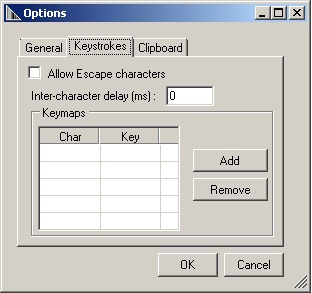 Options
General Keystrokes Clipboard
Allow Escape characters
Inter-character delay (ms) : 0
Keymaps
Char Key
Add
Remove
OK Cancel